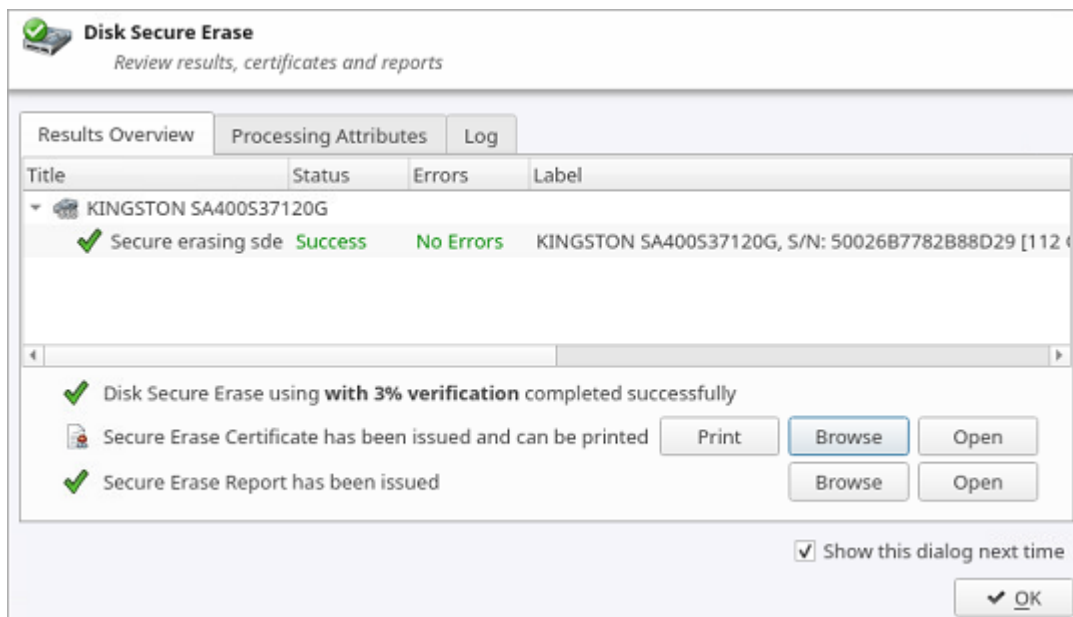 Disk Secure Erase
Review results, certificates and reports
Results Overview Processing Attributes Log
Title Status Errors Label
KINGSTON SA400S37120G
Secure erasing sde Success No Errors KINGSTON SA400S37120G, S/N: 50026B7782B88D29 [112
Disk Secure Erase using with 3% verification completed successfully
Secure Erase Certificate has been issued and can be printed Print Browse Open
Secure Erase Report has been issued Browse Open
Show this dialog next time
OK